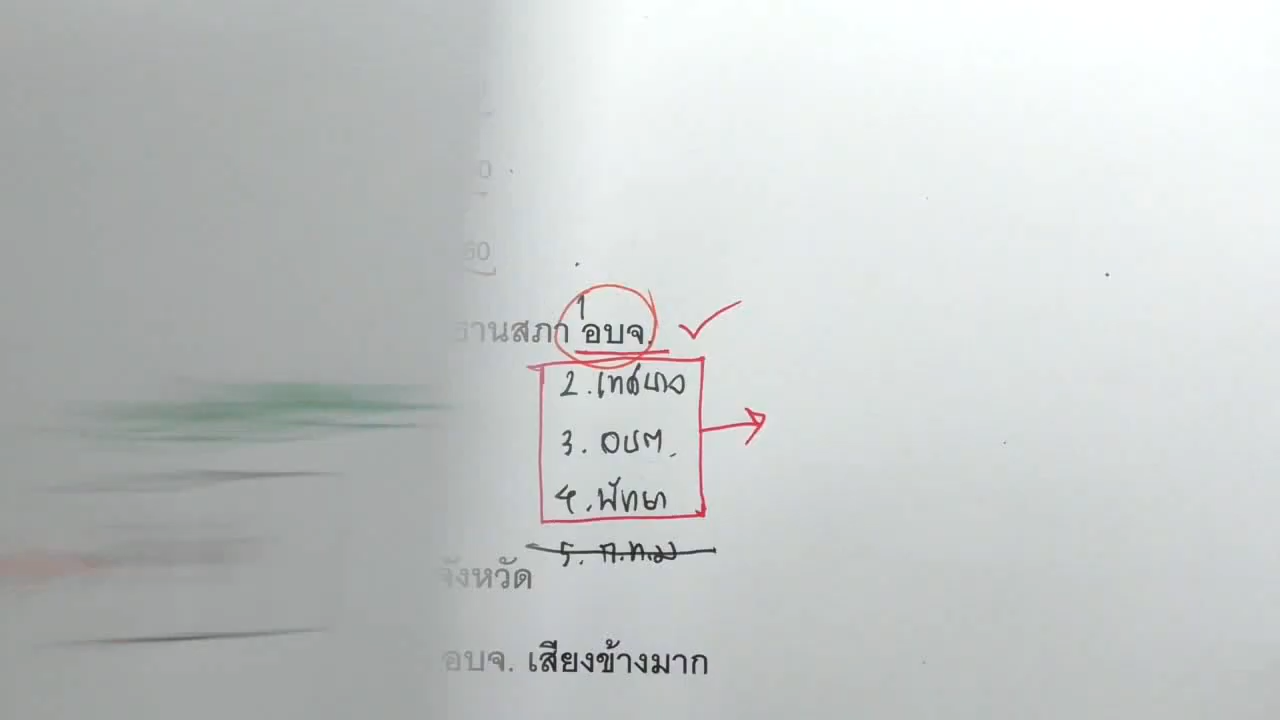 60
ธานสภา 1 อบจ.
2. เทศบาล
3. อบต.
4. พัทยา
5. ก.ท.ม
จังหวัด
อบจ. เสียงข้างมาก